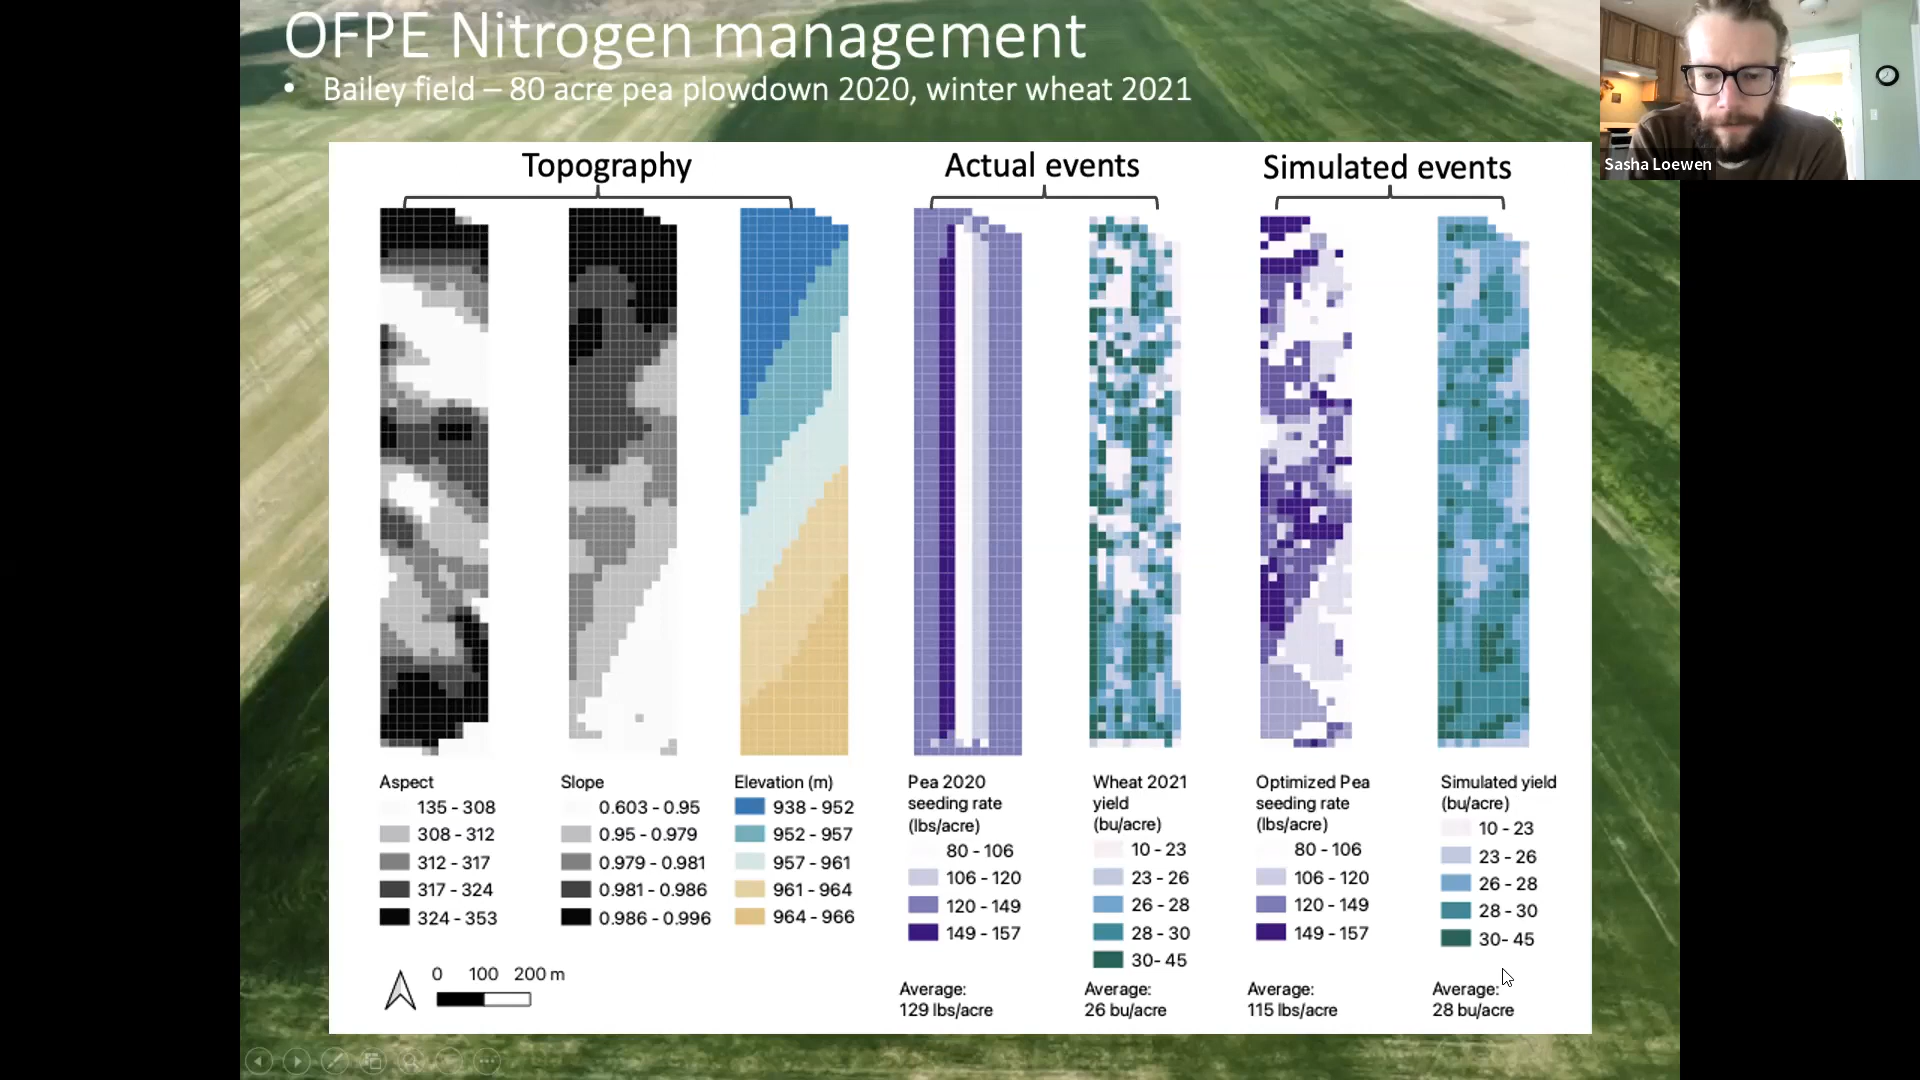 OFPE Nitrogen management
• Bailey field – 80 acre pea plowdown 2020, winter wheat 2021
Sasha Loewen
Topography
Actual events
Simulated events
Aspect
135 - 308
308 - 312
312 - 317
317 - 324
324 - 353
Slope
0.603 - 0.95
0.95 - 0.979
0.979 - 0.981
0.981 - 0.986
0.986 - 0.996
Elevation (m)
938 - 952
952 - 957
957 - 961
961 - 964
964 - 966
Pea 2020
seeding rate
(lbs/acre)
80 - 106
106 - 120
120 - 149
149 - 157
Average:
129 lbs/acre
Wheat 2021
yield
(bu/acre)
10 - 23
23 - 26
26 - 28
28 - 30
30- 45
Average:
26 bu/acre
Optimized Pea
seeding rate
(lbs/acre)
80 - 106
106 - 120
120 - 149
149 - 157
Average:
115 lbs/acre
Simulated yield
(bu/acre)
10 - 23
23 - 26
26 - 28
28 - 30
30- 45
Average:
28 bu/acre
0 100 200 m